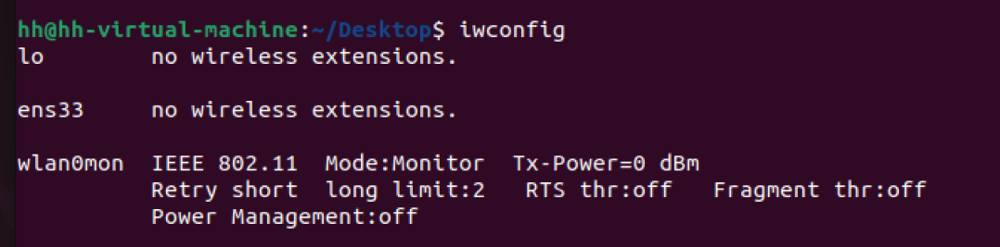 hh@hh-virtual-machine:~/Desktop$ iwconfig
lo        no wireless extensions.
ens33     no wireless extensions.
wlan0mon  IEEE 802.11  Mode:Monitor  Tx-Power=0 dBm
          Retry short  long limit:2   RTS thr:off   Fragment thr:off
          Power Management:off